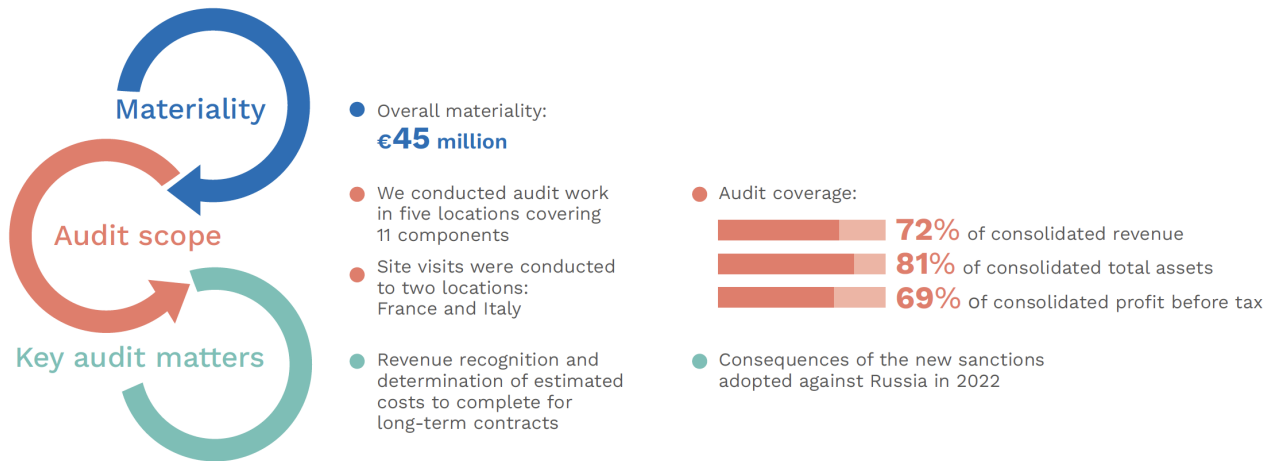 Materiality
Overall materiality:
€45 million
Audit scope
We conducted audit work
in five locations covering
11 components
Site visits were conducted
to two locations:
France and Italy
Audit coverage:
72% of consolidated revenue
81% of consolidated total assets
69% of consolidated profit before tax
Key audit matters
Revenue recognition and
determination of estimated
costs to complete for
long-term contracts
Consequences of the new sanctions
adopted against Russia in 2022